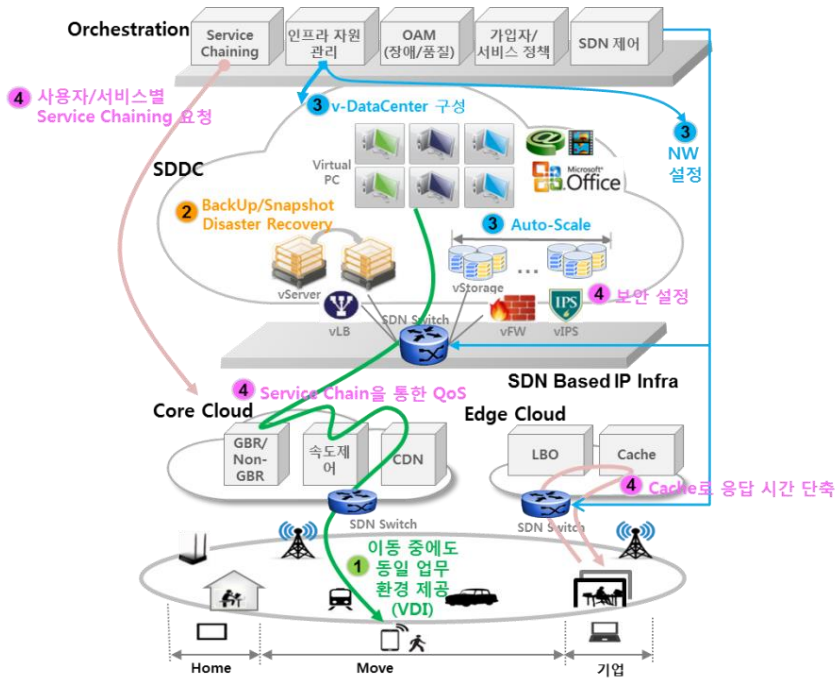 Orchestration
Service
Chaining
인프라 자원
관리
OAM
(장애/품질)
가입자/
서비스 정책
SDN 제어
4 사용자/서비스별
Service Chaining 요청
3 v-DataCenter 구성
3
NW
설정
SDDC
Virtual
PC
Microsoft
Office
2 BackUp/Snapshot
Disaster Recovery
3 Auto-Scale
vServer
vStorage
...
4 보안 설정
IPS
vLB
SDN Switch
vFW
vIPS
SDN Based IP Infra
4 Service Chain을 통한 QoS
Core Cloud
Edge Cloud
GBR/
Non-
GBR
속도제
어
CDN
LBO
Cache
4 Cache로 응답 시간 단축
SDN Switch
SDN Switch
1 이동 중에도
동일 업무
환경 제공
(VDI)
Home
Move
기업